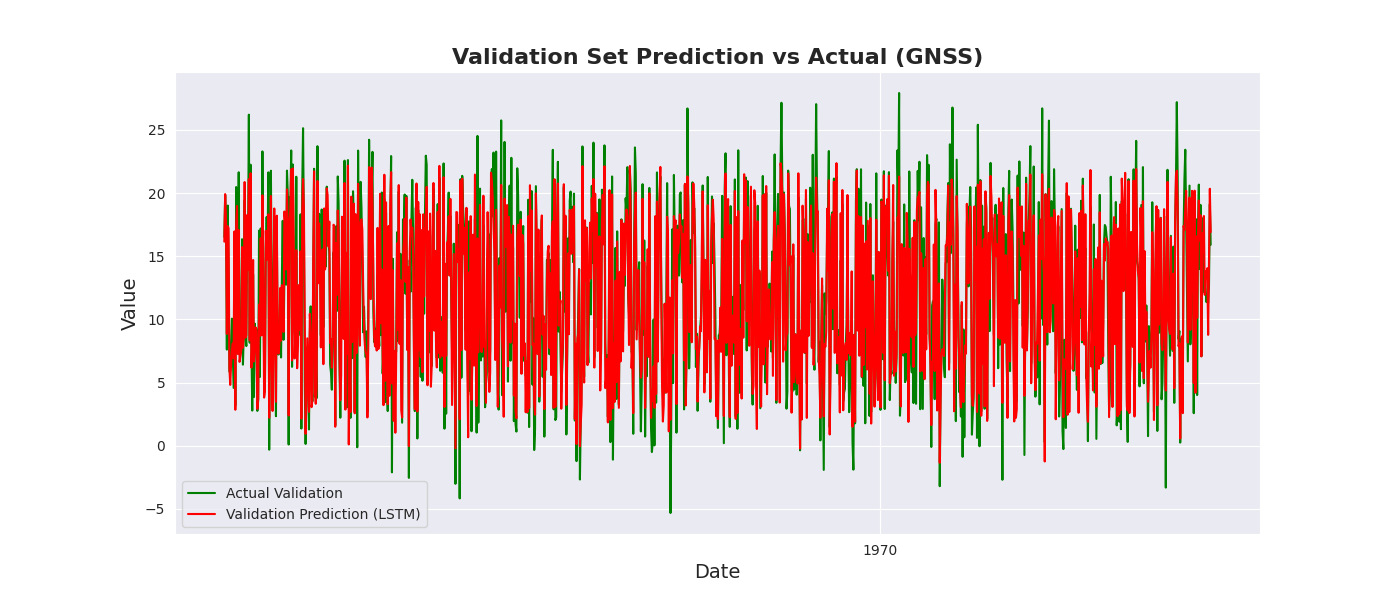 Validation Set Prediction vs Actual (GNSS)
Value
25
20
15
10
5
0
−5
Actual Validation
Validation Prediction (LSTM)
1970
Date